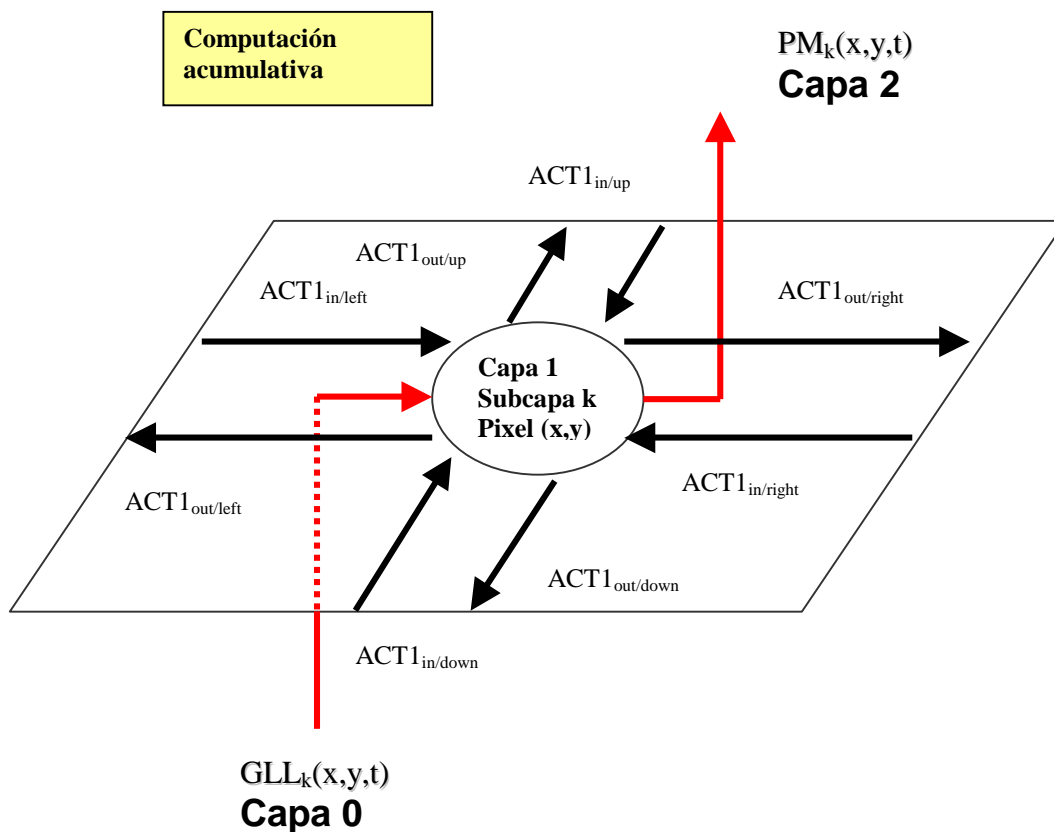 Computación
acumulativa
PMk(x,y,t)
Capa 2
ACT1in/up
ACT1out/up
ACT1in/left
ACT1out/right
Capa 1
Subcapa k
Pixel (x,y)
ACT1out/left
ACT1in/right
ACT1out/down
ACT1in/down
GLLk(x,y,t)
Capa 0